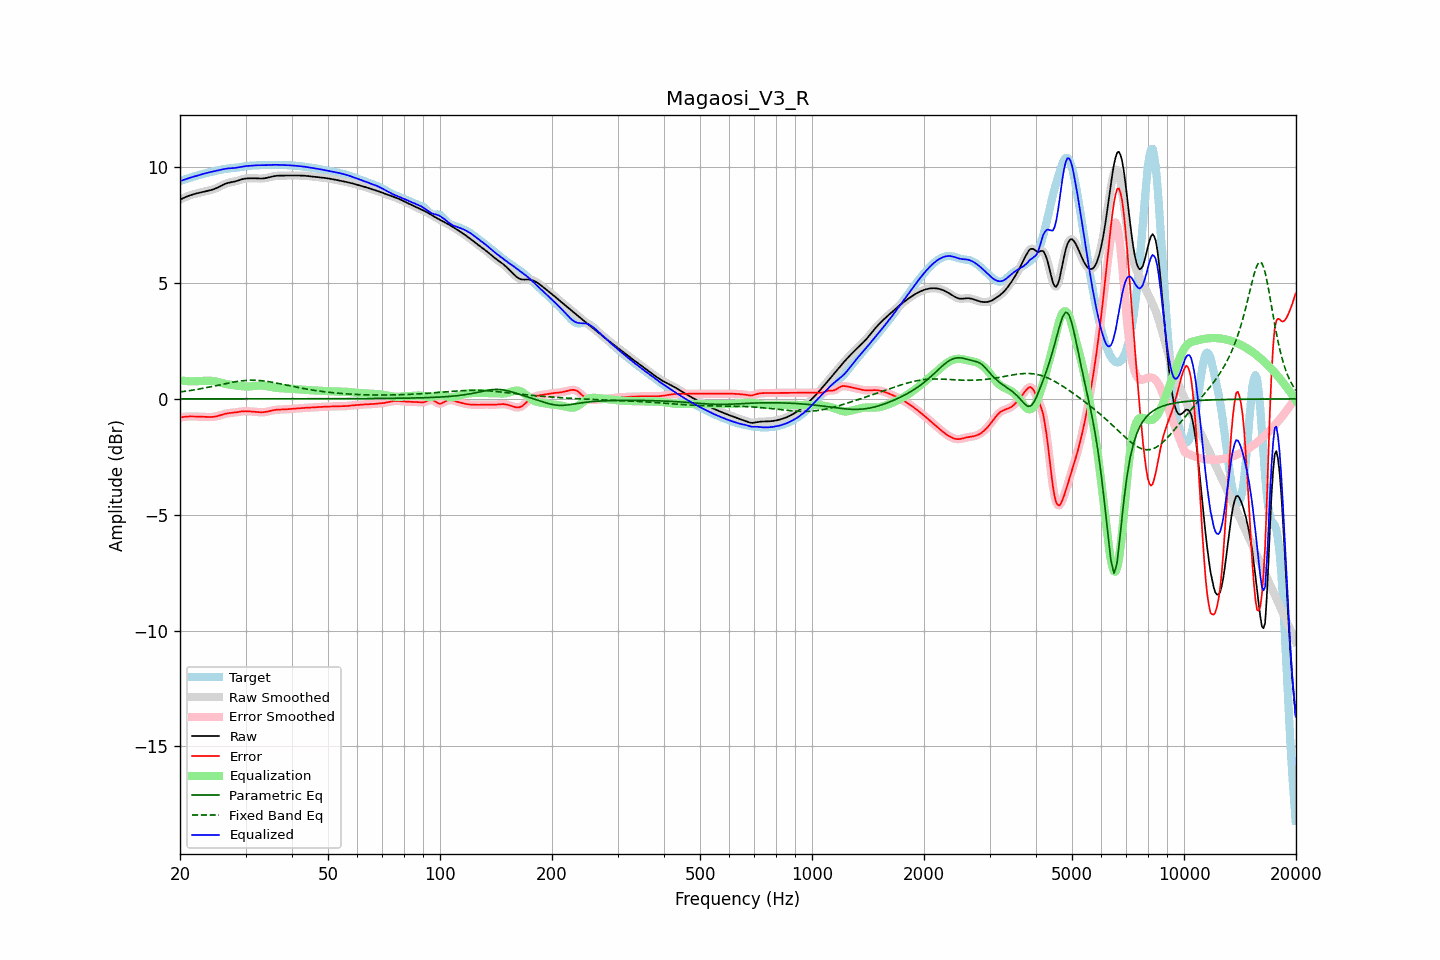 Magaosi_V3_R
Amplitude (dBr)
10
5
0
−5
−10
−15
Target
Raw Smoothed
Error Smoothed
Raw
Error
Equalization
Parametric Eq
Fixed Band Eq
Equalized
20 50 100 200 500 1000 2000 5000 10000 20000
Frequency (Hz)